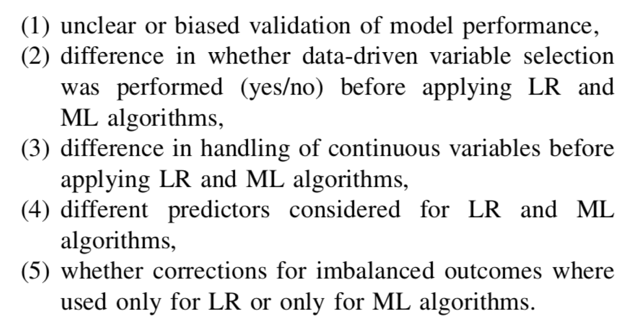 (1) unclear or biased validation of model performance,
(2) difference in whether data-driven variable selection
was performed (yes/no) before applying LR and
ML algorithms,
(3) difference in handling of continuous variables before
applying LR and ML algorithms,
(4) different predictors considered for LR and ML
algorithms,
(5) whether corrections for imbalanced outcomes where
used only for LR or only for ML algorithms.